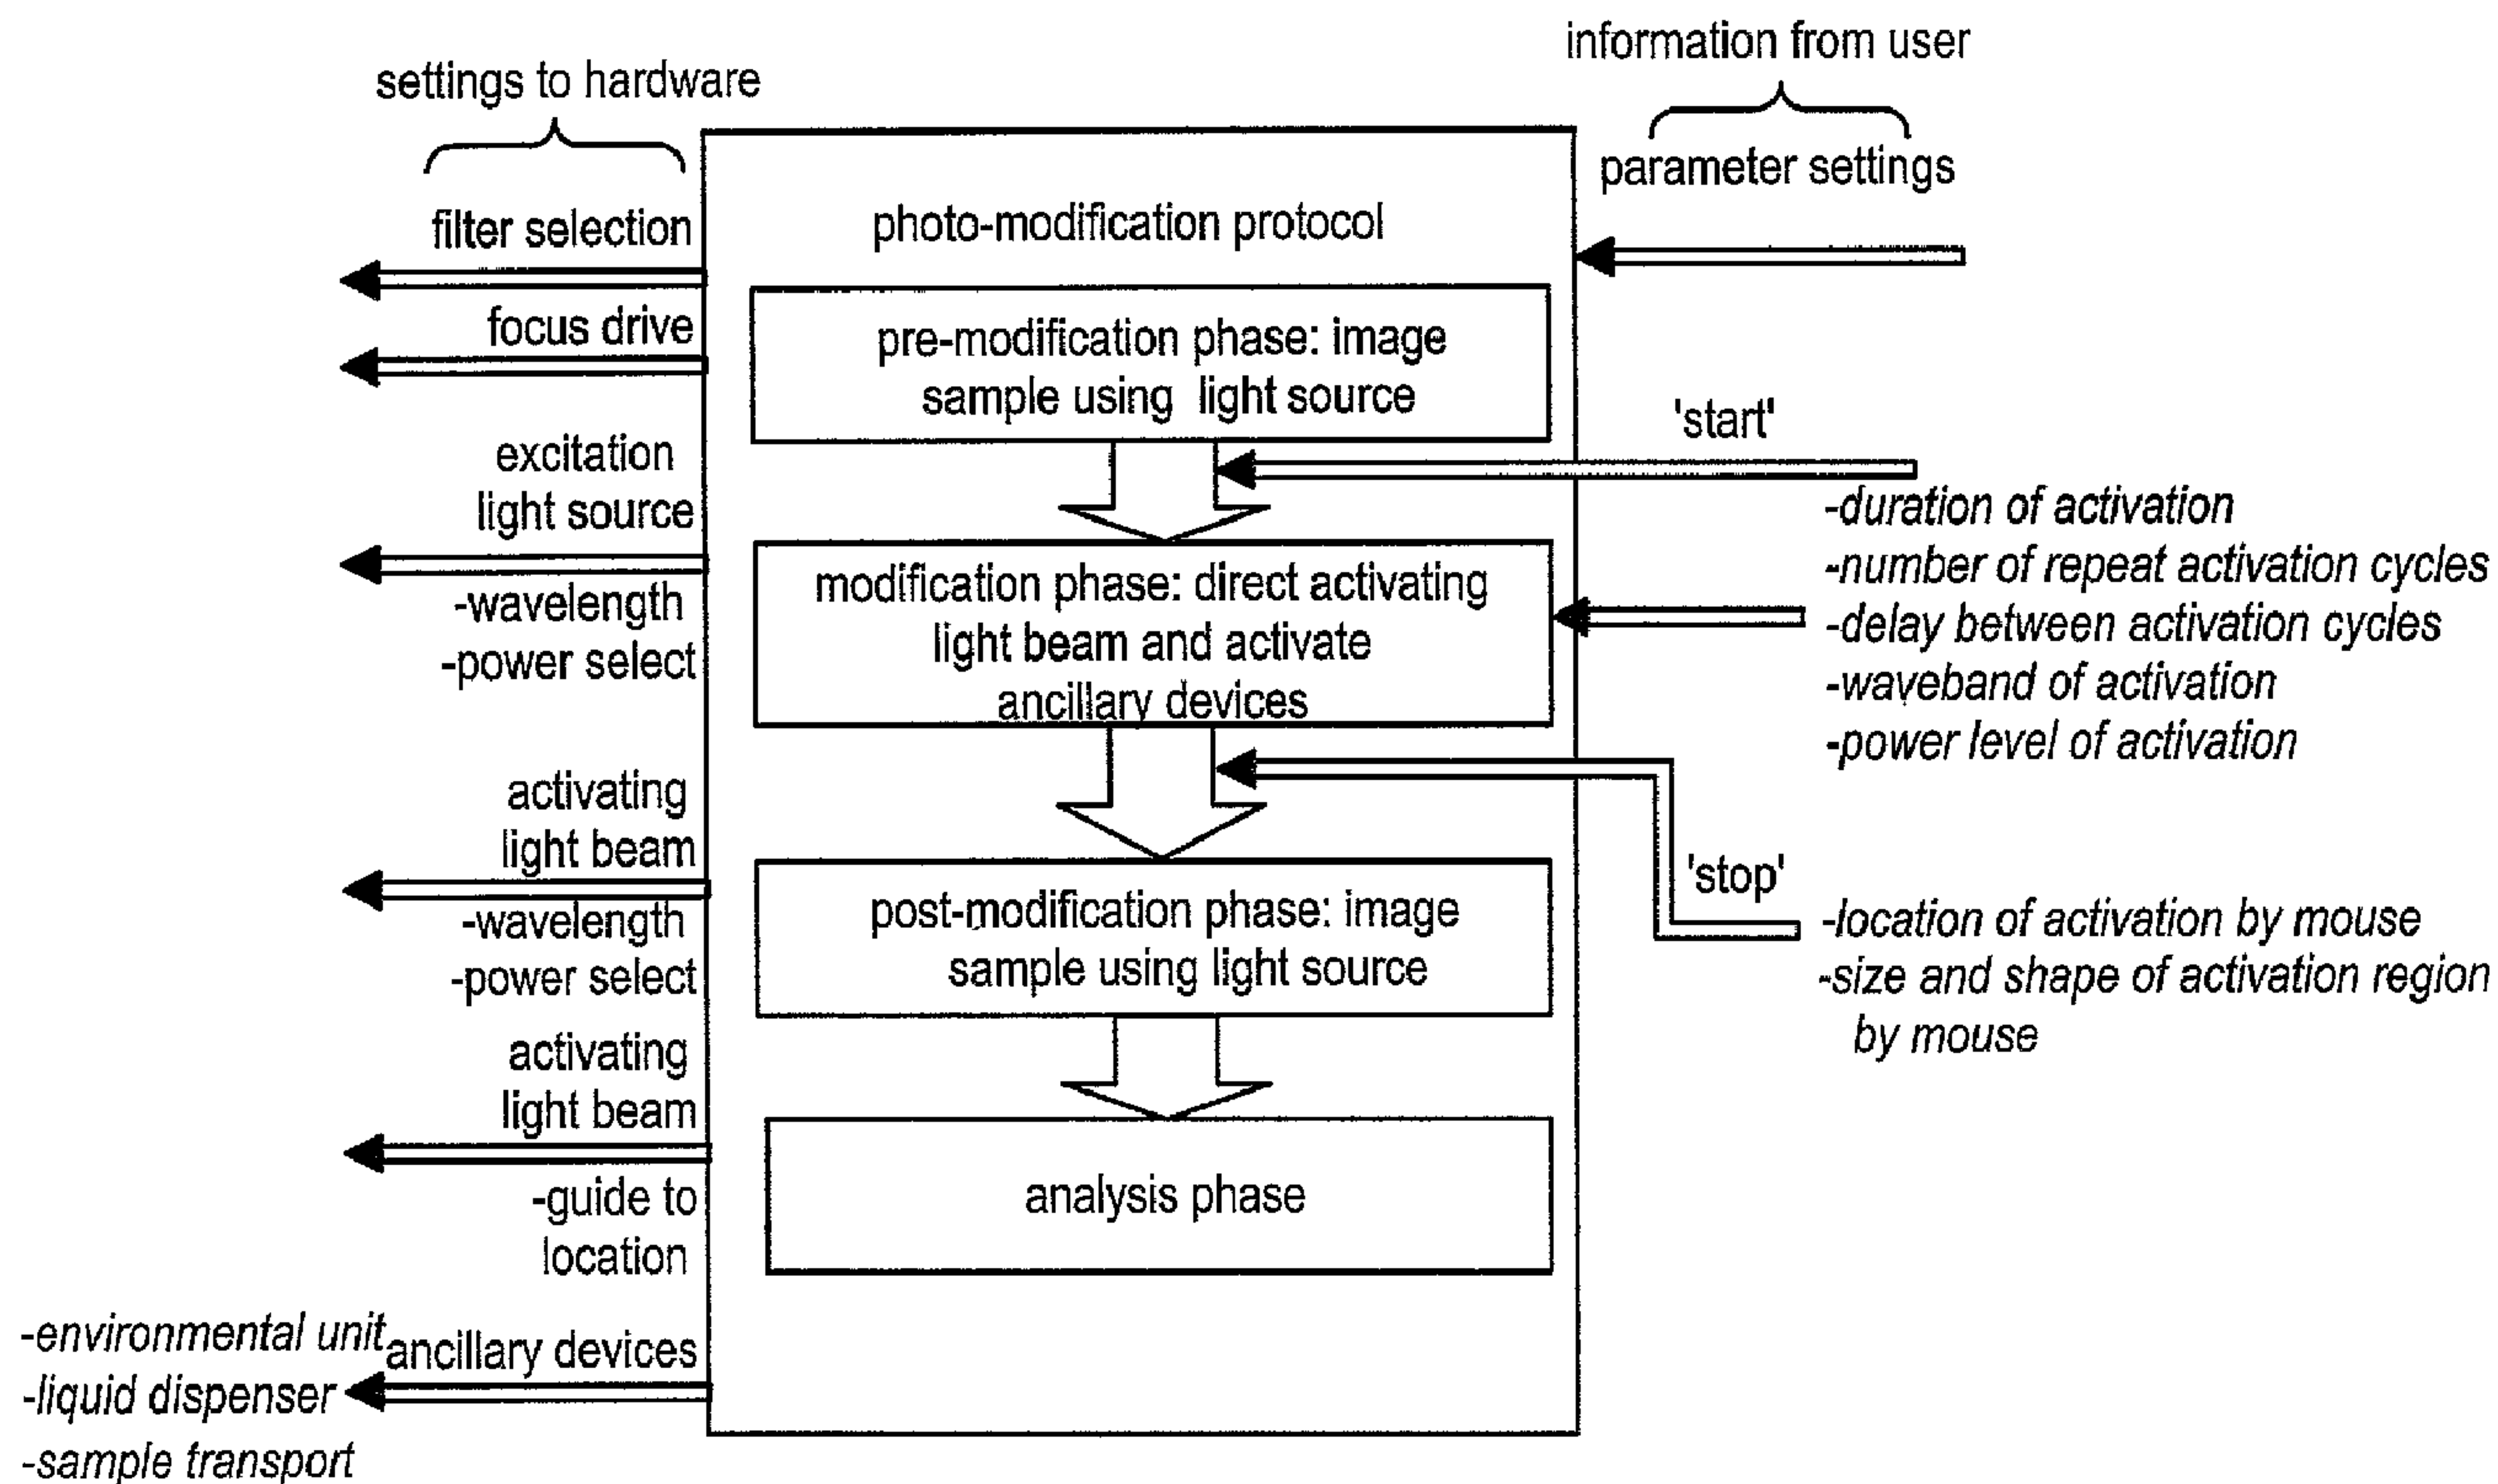 information from user
settings to hardware
parameter settings
filter selection
photo-modification protocol
focus drive
pre-modification phase: image
sample using light source
'start'
excitation
light source
-wavelength
-power select
-duration of activation
-number of repeat activation cycles
-delay between activation cycles
-waveband of activation
-power level of activation
modification phase: direct activating
light beam and activate
ancillary devices
activating
light beam
-wavelength
-power select
'stop'
-location of activation by mouse
-size and shape of activation region
by mouse
post-modification phase: image
sample using light source
activating
light beam
-guide to
location
analysis phase
ancillary devices
-environmental unit
-liquid dispenser
-sample transport